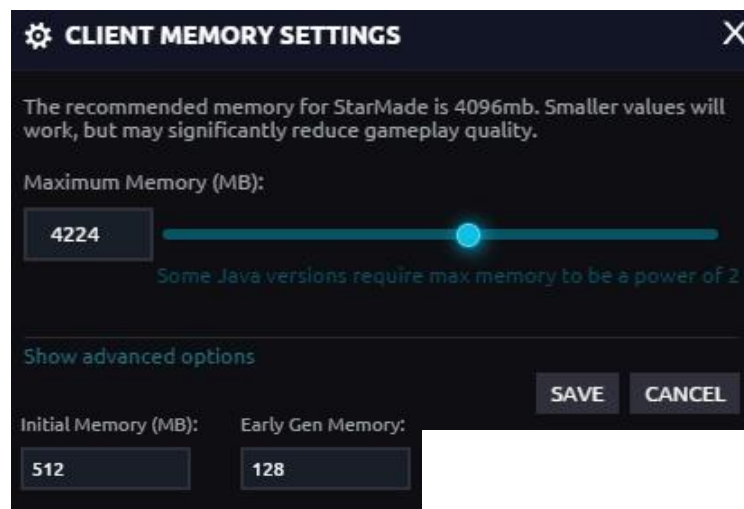 CLIENT MEMORY SETTINGS
The recommended memory for StarMade is 4096mb. Smaller values will
work, but may significantly reduce gameplay quality.
Maximum Memory (MB):
4224
Some Java versions require max memory to be a power of 2
Show advanced options
SAVE CANCEL
Initial Memory (MB): Early Gen Memory:
512 128